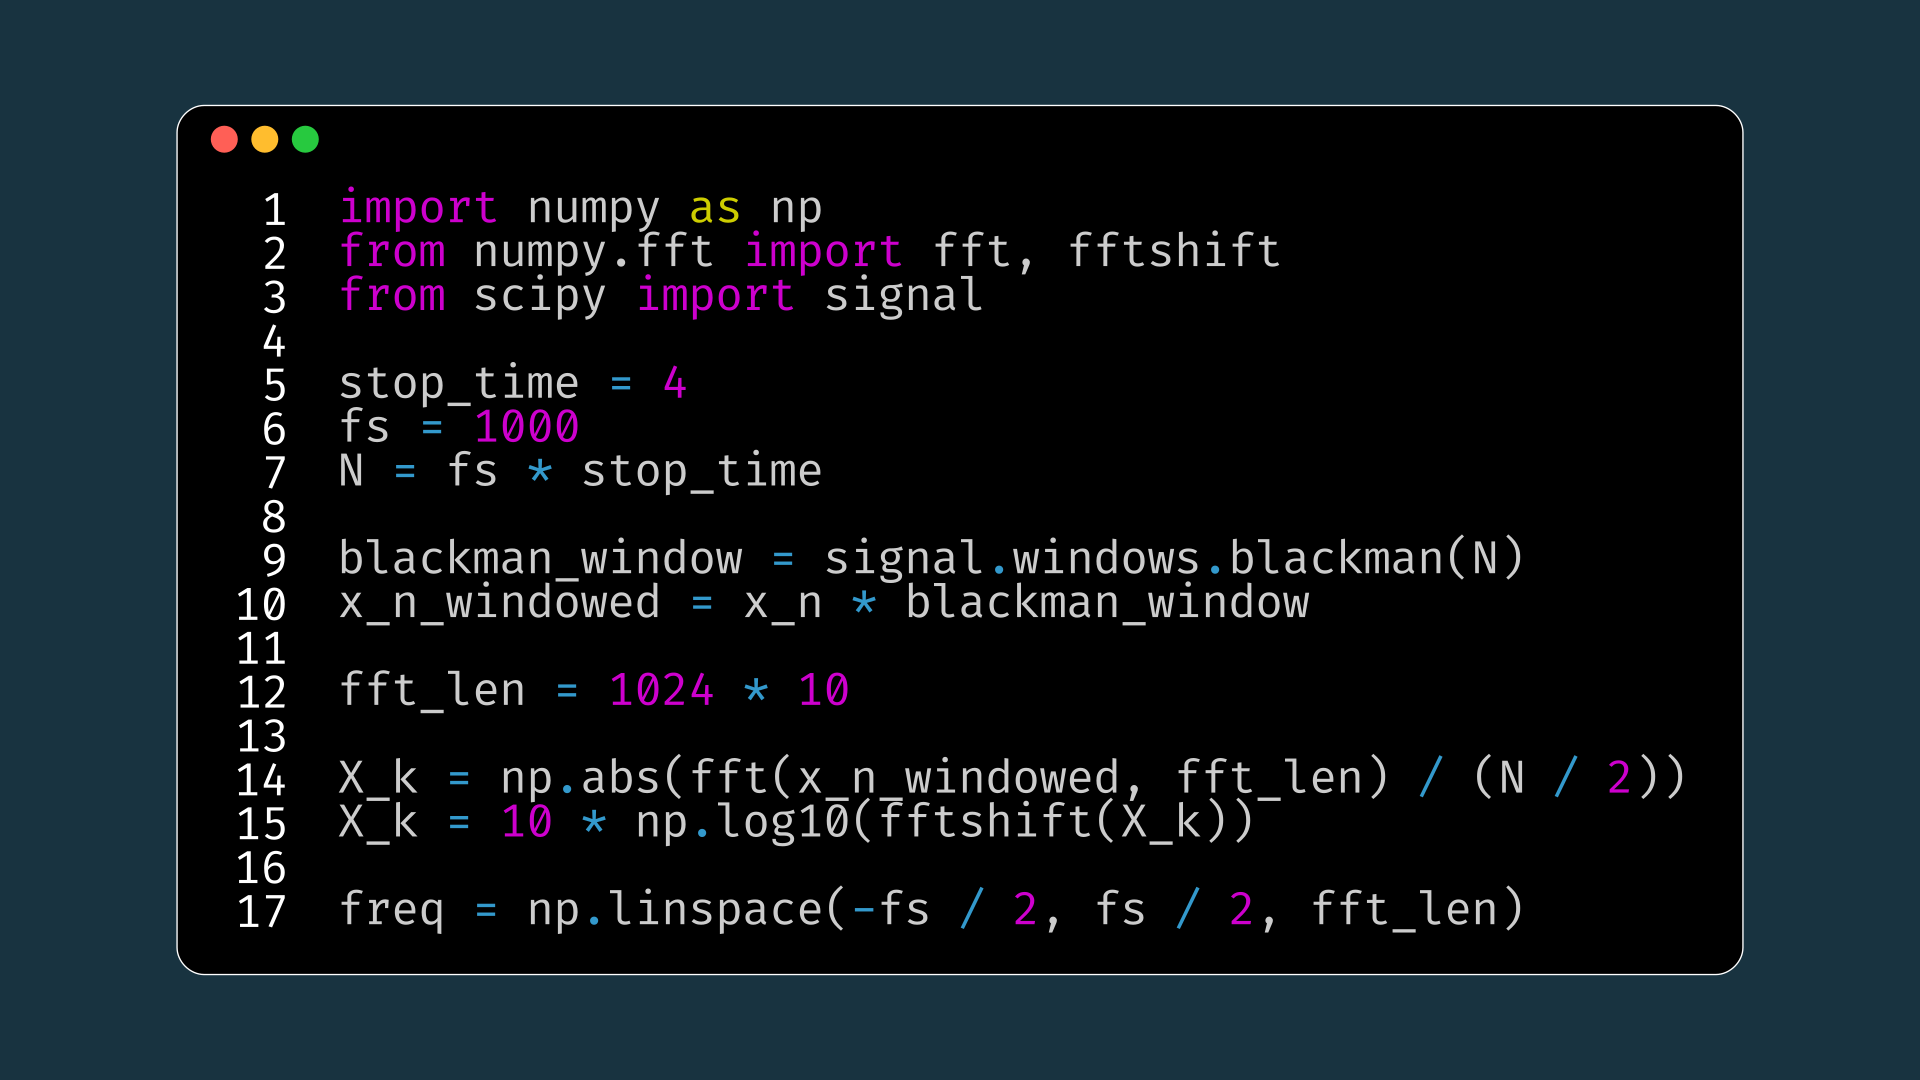 1 import numpy as np
2 from numpy.fft import fft, fftshift
3 from scipy import signal
4
5 stop_time = 4
6 fs = 1000
7 N = fs * stop_time
8
9 blackman_window = signal.windows.blackman(N)
10 x_n_windowed = x_n * blackman_window
11
12 fft_len = 1024 * 10
13
14 X_k = np.abs(fft(x_n_windowed, fft_len) / (N / 2))
15 X_k = 10 * np.log10(fftshift(X_k))
16
17 freq = np.linspace(-fs / 2, fs / 2, fft_len)